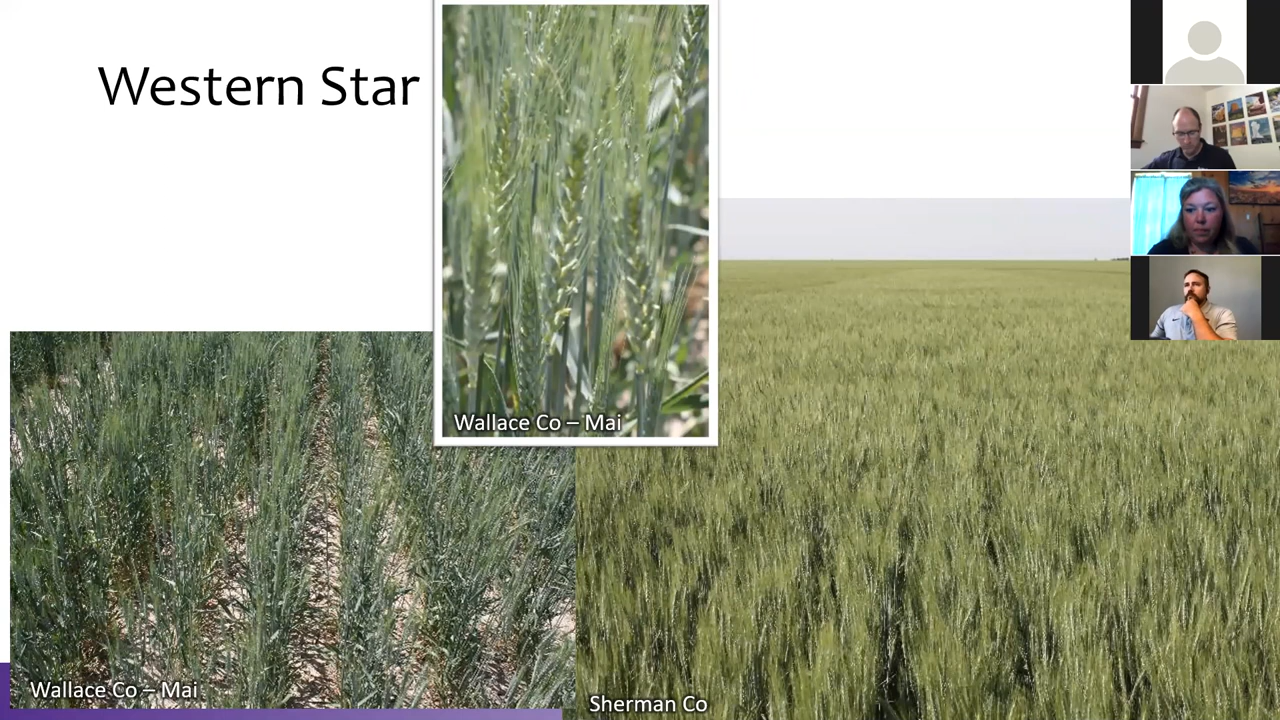 Western Star
Wallace Co – Mai
Wallace Co – Mai
Sherman Co